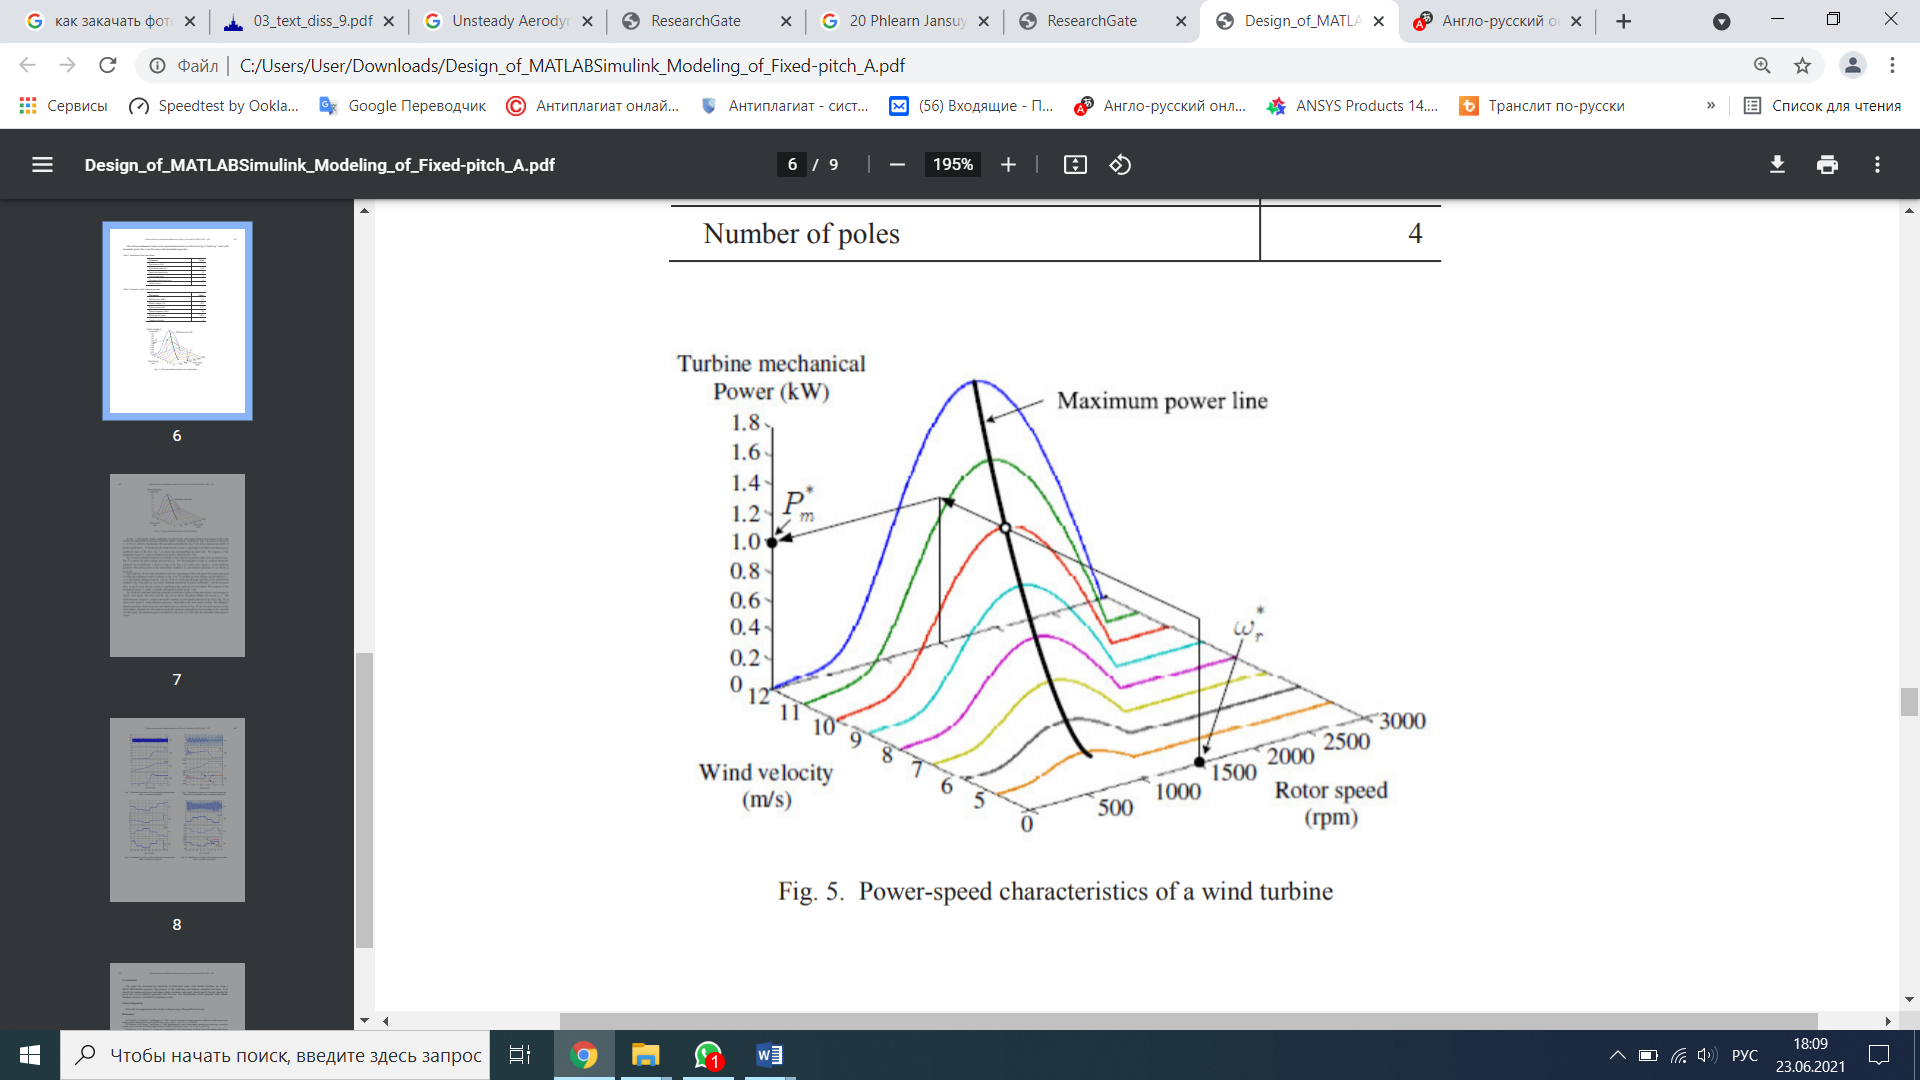 как закачать фот
03_text_diss_9.pdf
Unsteady Aerody
ResearchGate
20 Phlearn Jansuy
ResearchGate
Design_of_MATLA
Англо-русский о
Файл
C:/Users/User/Downloads/Design_of_MATLABSimulink_Modeling_of_Fixed-pitch_A.pdf
Сервисы
Speedtest by Ookla...
Google Переводчик
Антиплагиат онлай...
Антиплагиат - сист...
(56) Входящие - П...
Англо-русский онл...
ANSYS Products 14....
Транслит по-русски
»
Список для чтения
Design_of_MATLABSimulink_Modeling_of_Fixed-pitch_A.pdf
6 / 9
195%
6
7
8
Number of poles 4
Turbine mechanical
Power (kW)
Maximum power line
1.8
1.6
1.4
1.2
1.0
0.8
0.6
0.4
0.2
0
P*m
ω*r
12
11
10
9
8
7
6
5
Wind velocity
(m/s)
0
500
1000
1500
2000
2500
3000
Rotor speed
(rpm)
Fig. 5. Power-speed characteristics of a wind turbine
Чтобы начать поиск, введите здесь запрос
1
РУС
18:09
23.06.2021